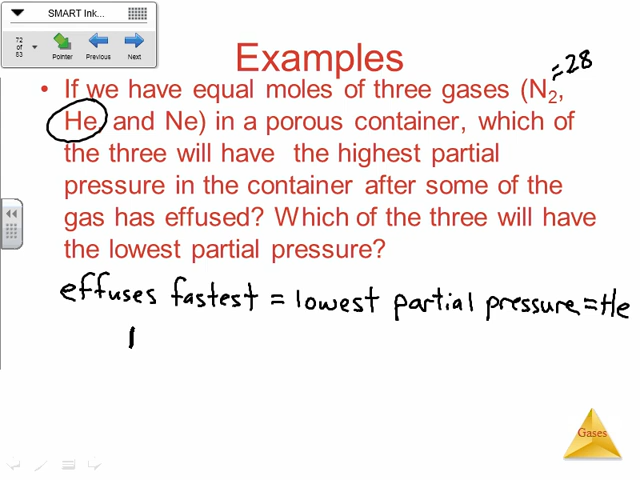 SMART Ink...
72 of 83
Pointer
Previous
Next
Examples
=28
• If we have equal moles of three gases (N2,
He, and Ne) in a porous container, which of
the three will have the highest partial
pressure in the container after some of the
gas has effused? Which of the three will have
the lowest partial pressure?
effuses fastest = lowest partial pressure = He
Gases